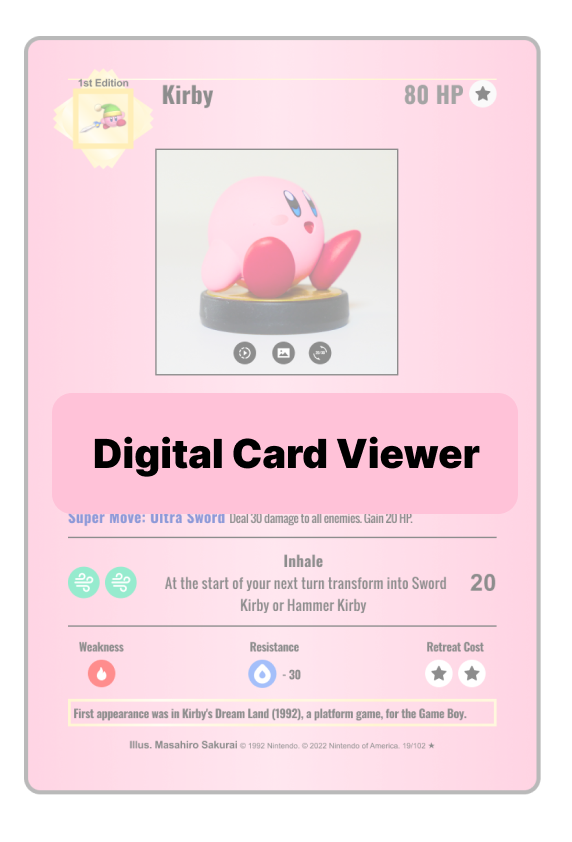 1st Edition
Kirby
80 HP
Digital Card Viewer
Super Move: Ultra Sword Deal 30 damage to all enemies. Gain 20 HP.
Inhale
At the start of your next turn transform into Sword
Kirby or Hammer Kirby
20
Weakness
Resistance
Retreat Cost
- 30
First appearance was in Kirby's Dream Land (1992), a platform game, for the Game Boy.
Illus. Masahiro Sakurai © 1992 Nintendo. © 2022 Nintendo of America. 19/102 ★